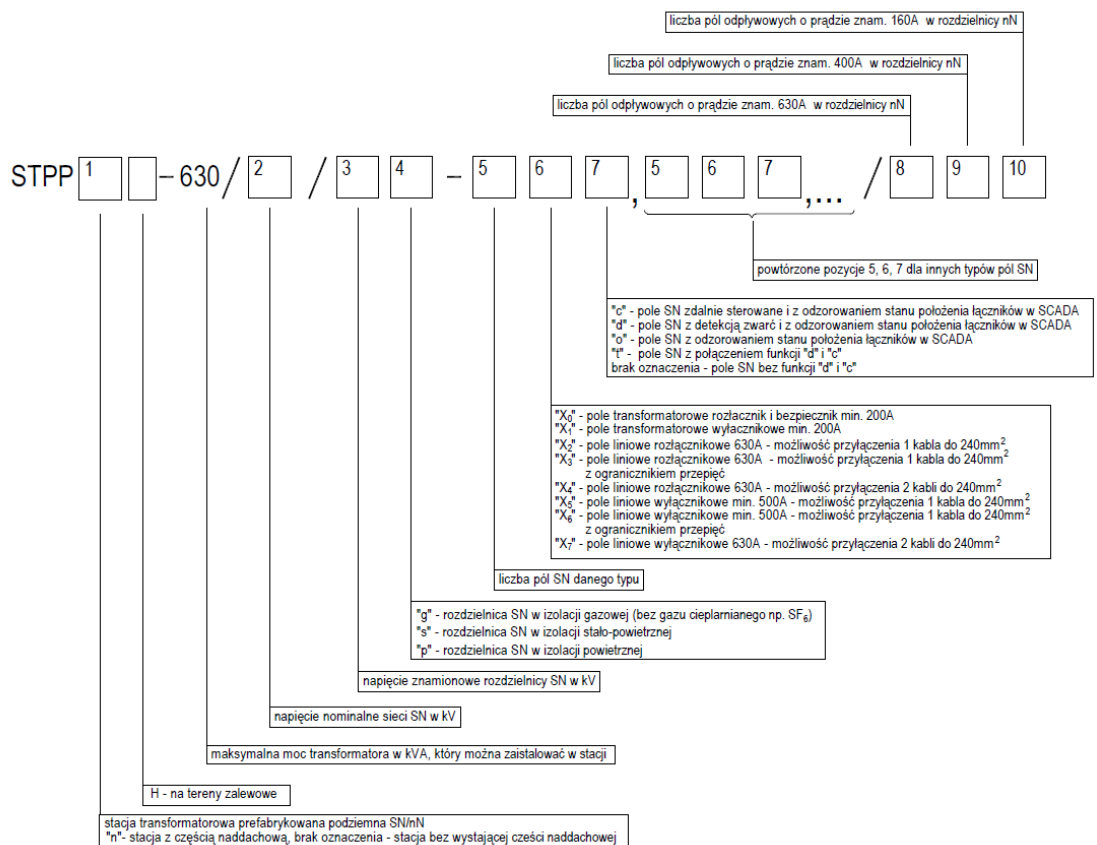 liczba pól odpływowych o prądzie znam. 160A w rozdzielnicy nN
liczba pól odpływowych o prądzie znam. 400A w rozdzielnicy nN
liczba pól odpływowych o prądzie znam. 630A w rozdzielnicy nN
STPP 1 – 630 / 2 / 3 4 – 5 6 7 , 5 6 7 ,... / 8 9 10
powtórzone pozycje 5, 6, 7 dla innych typów pól SN
"c" - pole SN zdalnie sterowane i z odzorowaniem stanu położenia łączników w SCADA
"d" - pole SN z detekcją zwarć i z odzorowaniem stanu położenia łączników w SCADA
"o" - pole SN z odzorowaniem stanu położenia łączników w SCADA
"t" - pole SN z połączeniem funkcji "d" i "c"
brak oznaczenia - pole SN bez funkcji "d" i "c"
"X₀" - pole transformatorowe rozłacznik i bezpiecznik min. 200A
"X₁" - pole transformatorowe wyłacznikowe min. 200A
"X₂" - pole liniowe rozłącznikowe 630A - możliwość przyłączenia 1 kabla do 240mm²
"X₃" - pole liniowe rozłącznikowe 630A - możliwość przyłączenia 1 kabla do 240mm²
z ogranicznikiem przepięć
"X₄" - pole liniowe rozłącznikowe 630A - możliwość przyłączenia 2 kabli do 240mm²
"X₅" - pole liniowe wyłącznikowe min. 500A - możliwość przyłączenia 1 kabla do 240mm²
"X₆" - pole liniowe wyłącznikowe min. 500A - możliwość przyłączenia 1 kabla do 240mm²
z ogranicznikiem przepięć
"X₇" - pole liniowe wyłącznikowe 630A - możliwość przyłączenia 2 kabli do 240mm²
liczba pól SN danego typu
"g" - rozdzielnica SN w izolacji gazowej (bez gazu cieplarnianego np. SF₆)
"s" - rozdzielnica SN w izolacji stało-powietrznej
"p" - rozdzielnica SN w izolacji powietrznej
napięcie znamionowe rozdzielnicy SN w kV
napięcie nominalne sieci SN w kV
maksymalna moc transformatora w kVA, który można zaistalować w stacji
H - na tereny zalewowe
stacja transformatorowa prefabrykowana podziemna SN/nN
"n"- stacja z częścią naddachową, brak oznaczenia - stacja bez wystającej cześci naddachowej